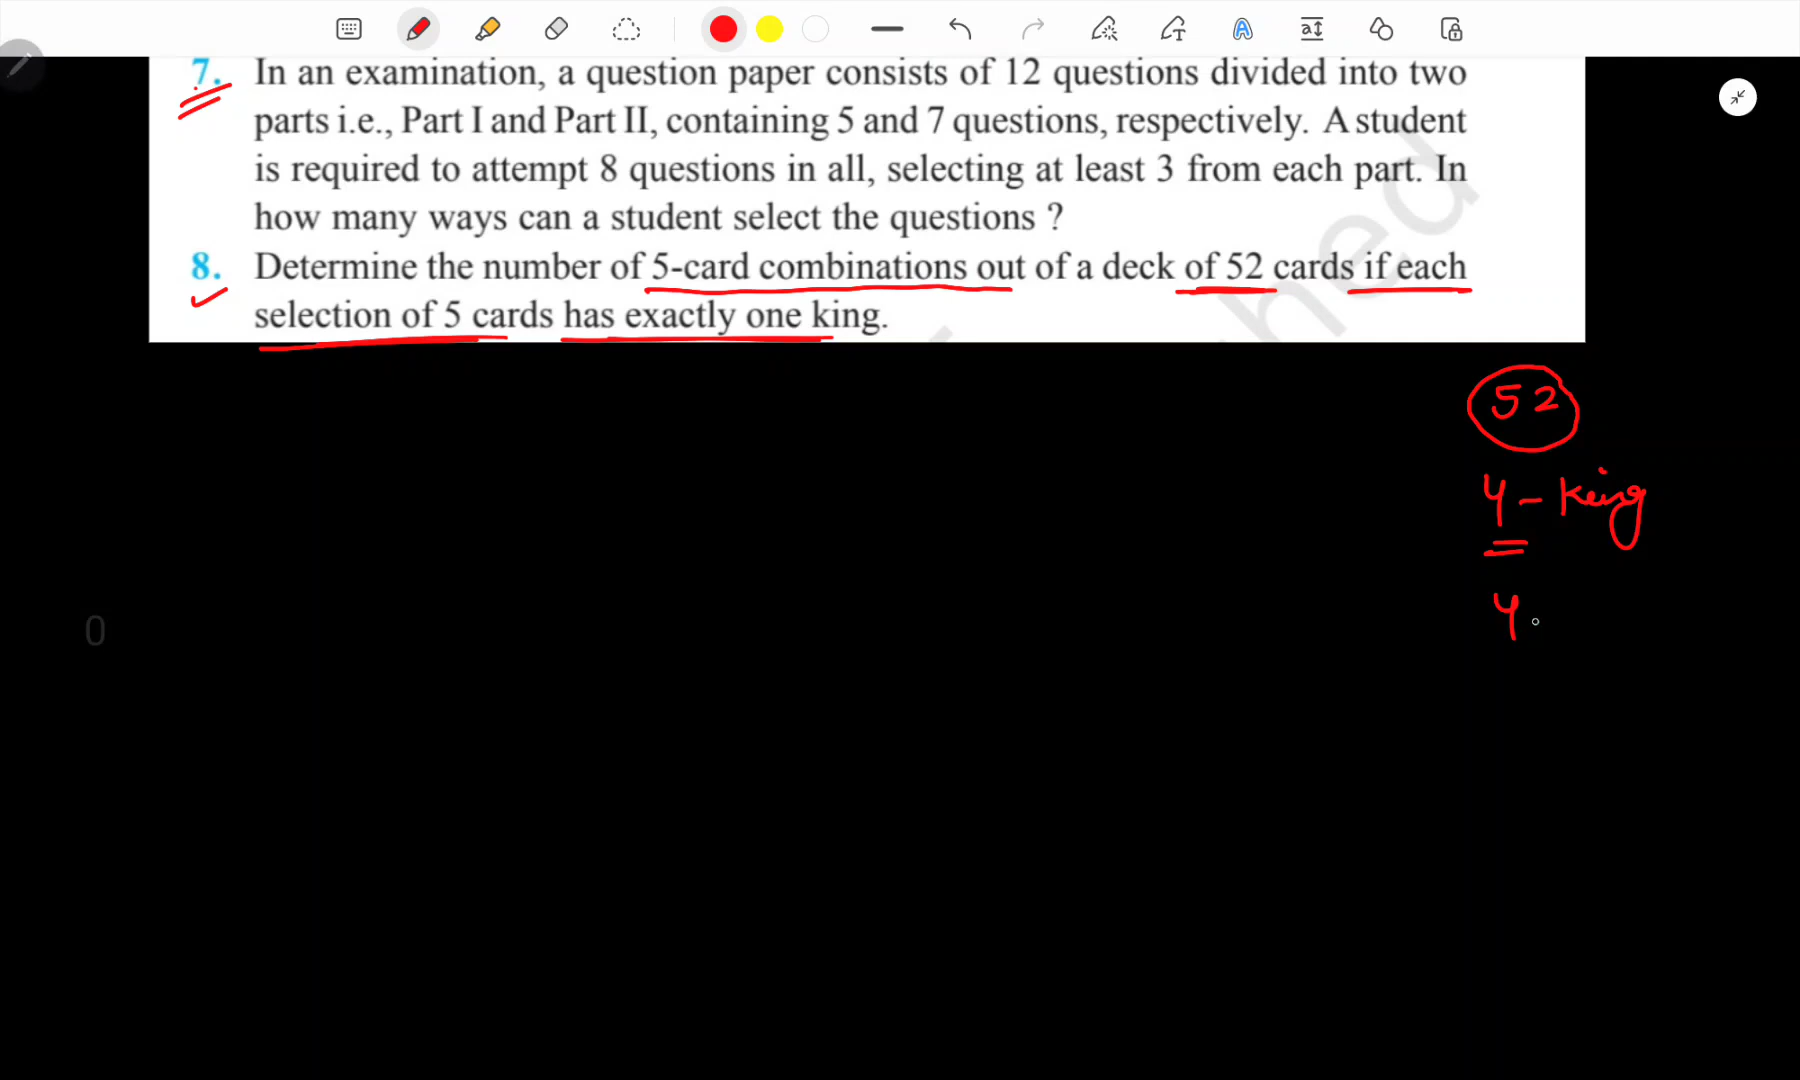 7. In an examination, a question paper consists of 12 questions divided into two
parts i.e., Part I and Part II, containing 5 and 7 questions, respectively. A student
is required to attempt 8 questions in all, selecting at least 3 from each part. In
how many ways can a student select the questions ?
8. Determine the number of 5-card combinations out of a deck of 52 cards if each
selection of 5 cards has exactly one king.
52
4 - King
4
0